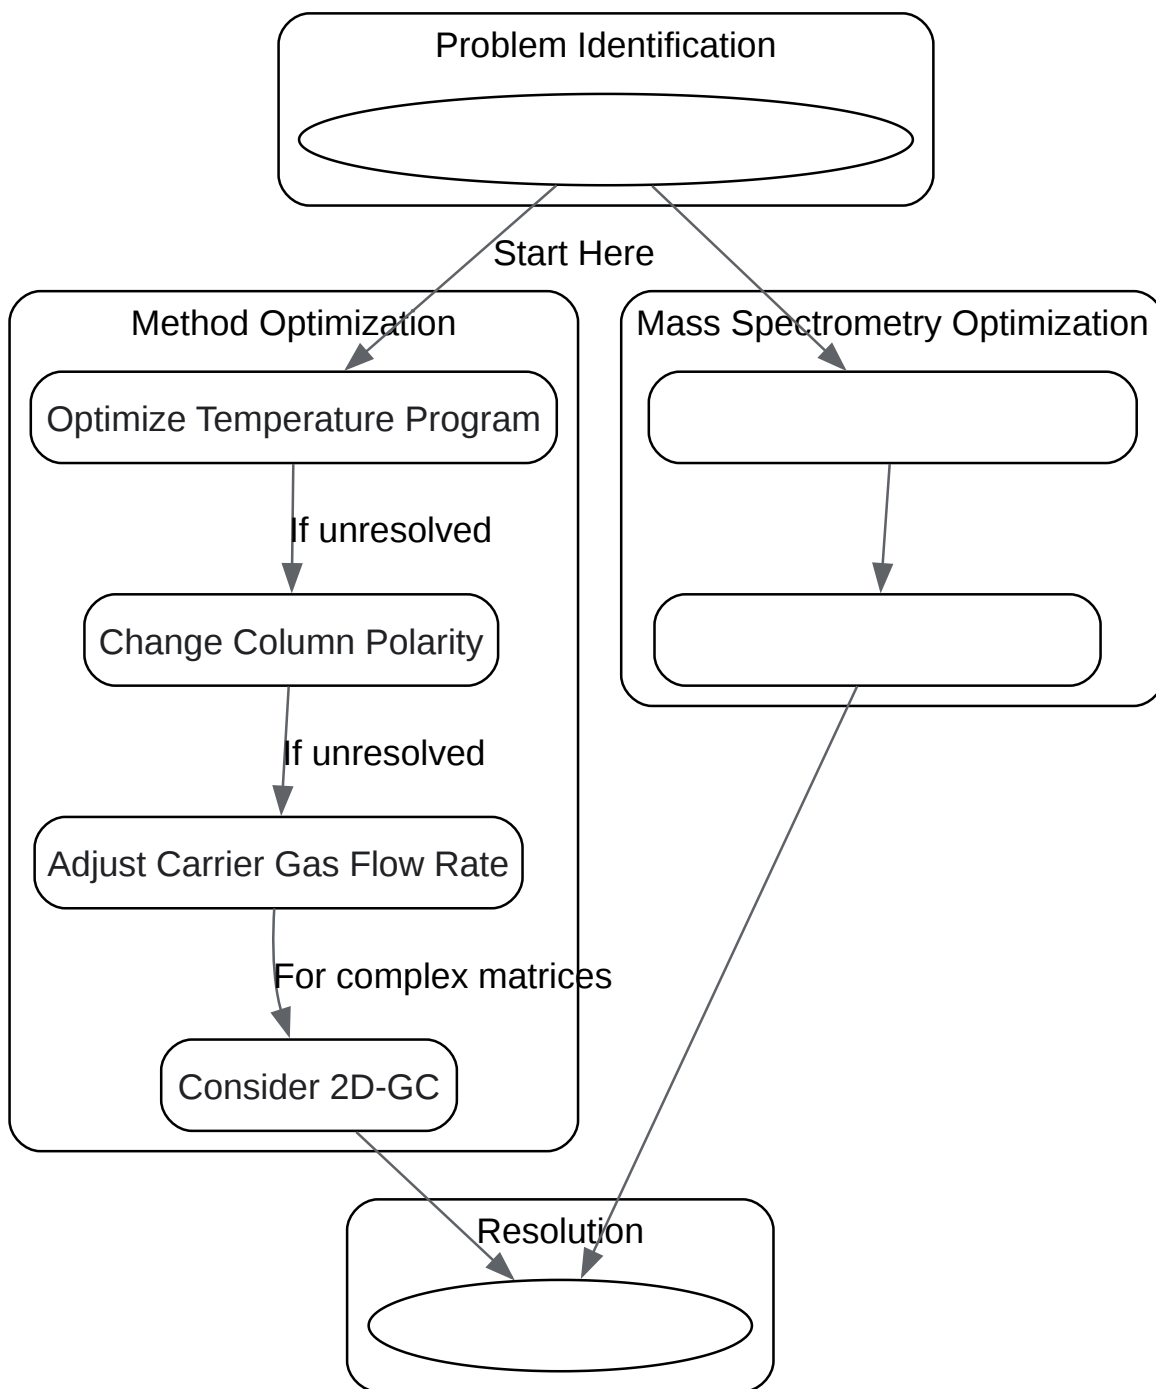 Problem Identification
Start Here
Method Optimization
Mass Spectrometry Optimization
Optimize Temperature Program
If unresolved
Change Column Polarity
If unresolved
Adjust Carrier Gas Flow Rate
For complex matrices
Consider 2D-GC
Resolution